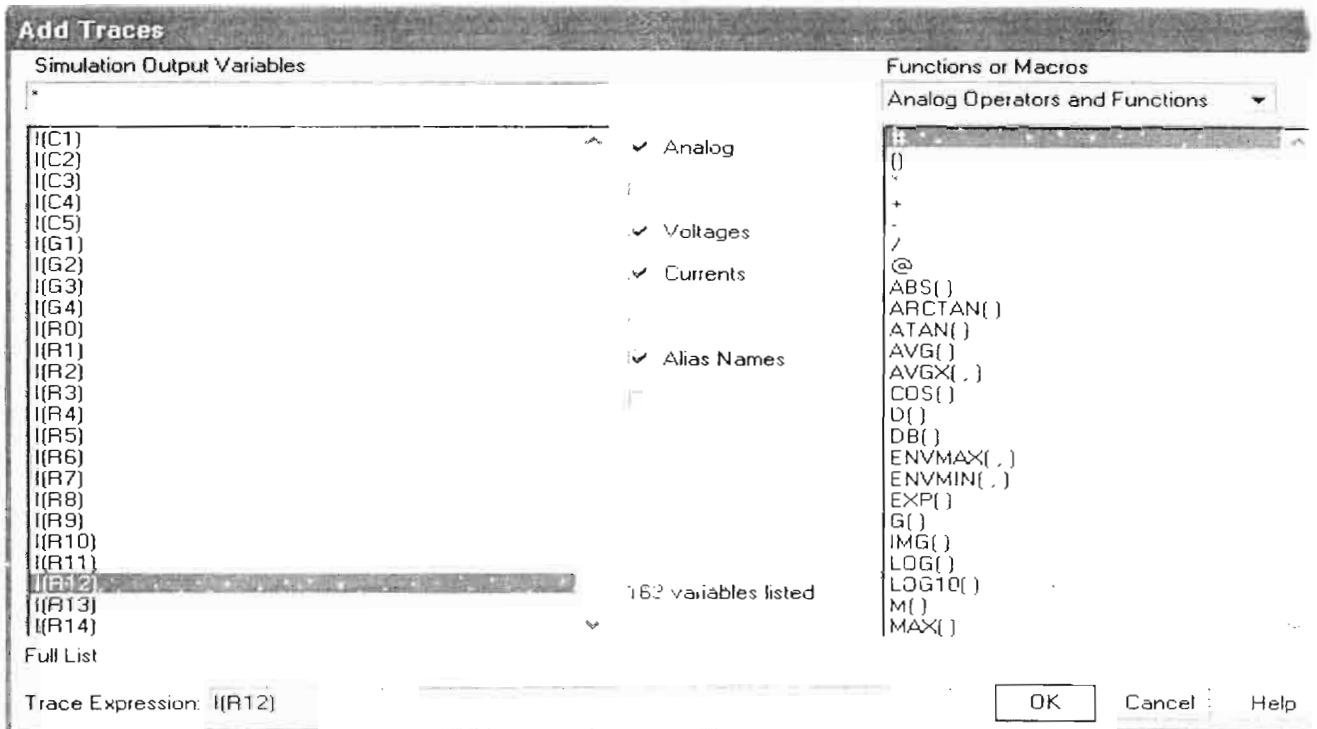 Add Traces
Simulation Output Variables
*
I(C1)
I(C2)
I(C3)
I(C4)
I(C5)
I(G1)
I(G2)
I(G3)
I(G4)
I(R0)
I(R1)
I(R2)
I(R3)
I(R4)
I(R5)
I(R6)
I(R7)
I(R8)
I(R9)
I(R10)
I(R11)
I(R12)
I(R13)
I(R14)
Full List
Analog
Voltages
Currents
Alias Names
variables listed
Functions or Macros
Analog Operators and Functions
#
()
*
+
-
/
@
ABS()
ARCTAN()
ATAN()
AVG()
AVGX(,)
COS()
D()
DB()
ENVMAX(,)
ENVMIN(,)
EXP()
G()
IMG()
LOG()
LOG10()
M()
MAX()
Trace Expression: I(R12)
OK
Cancel
Help